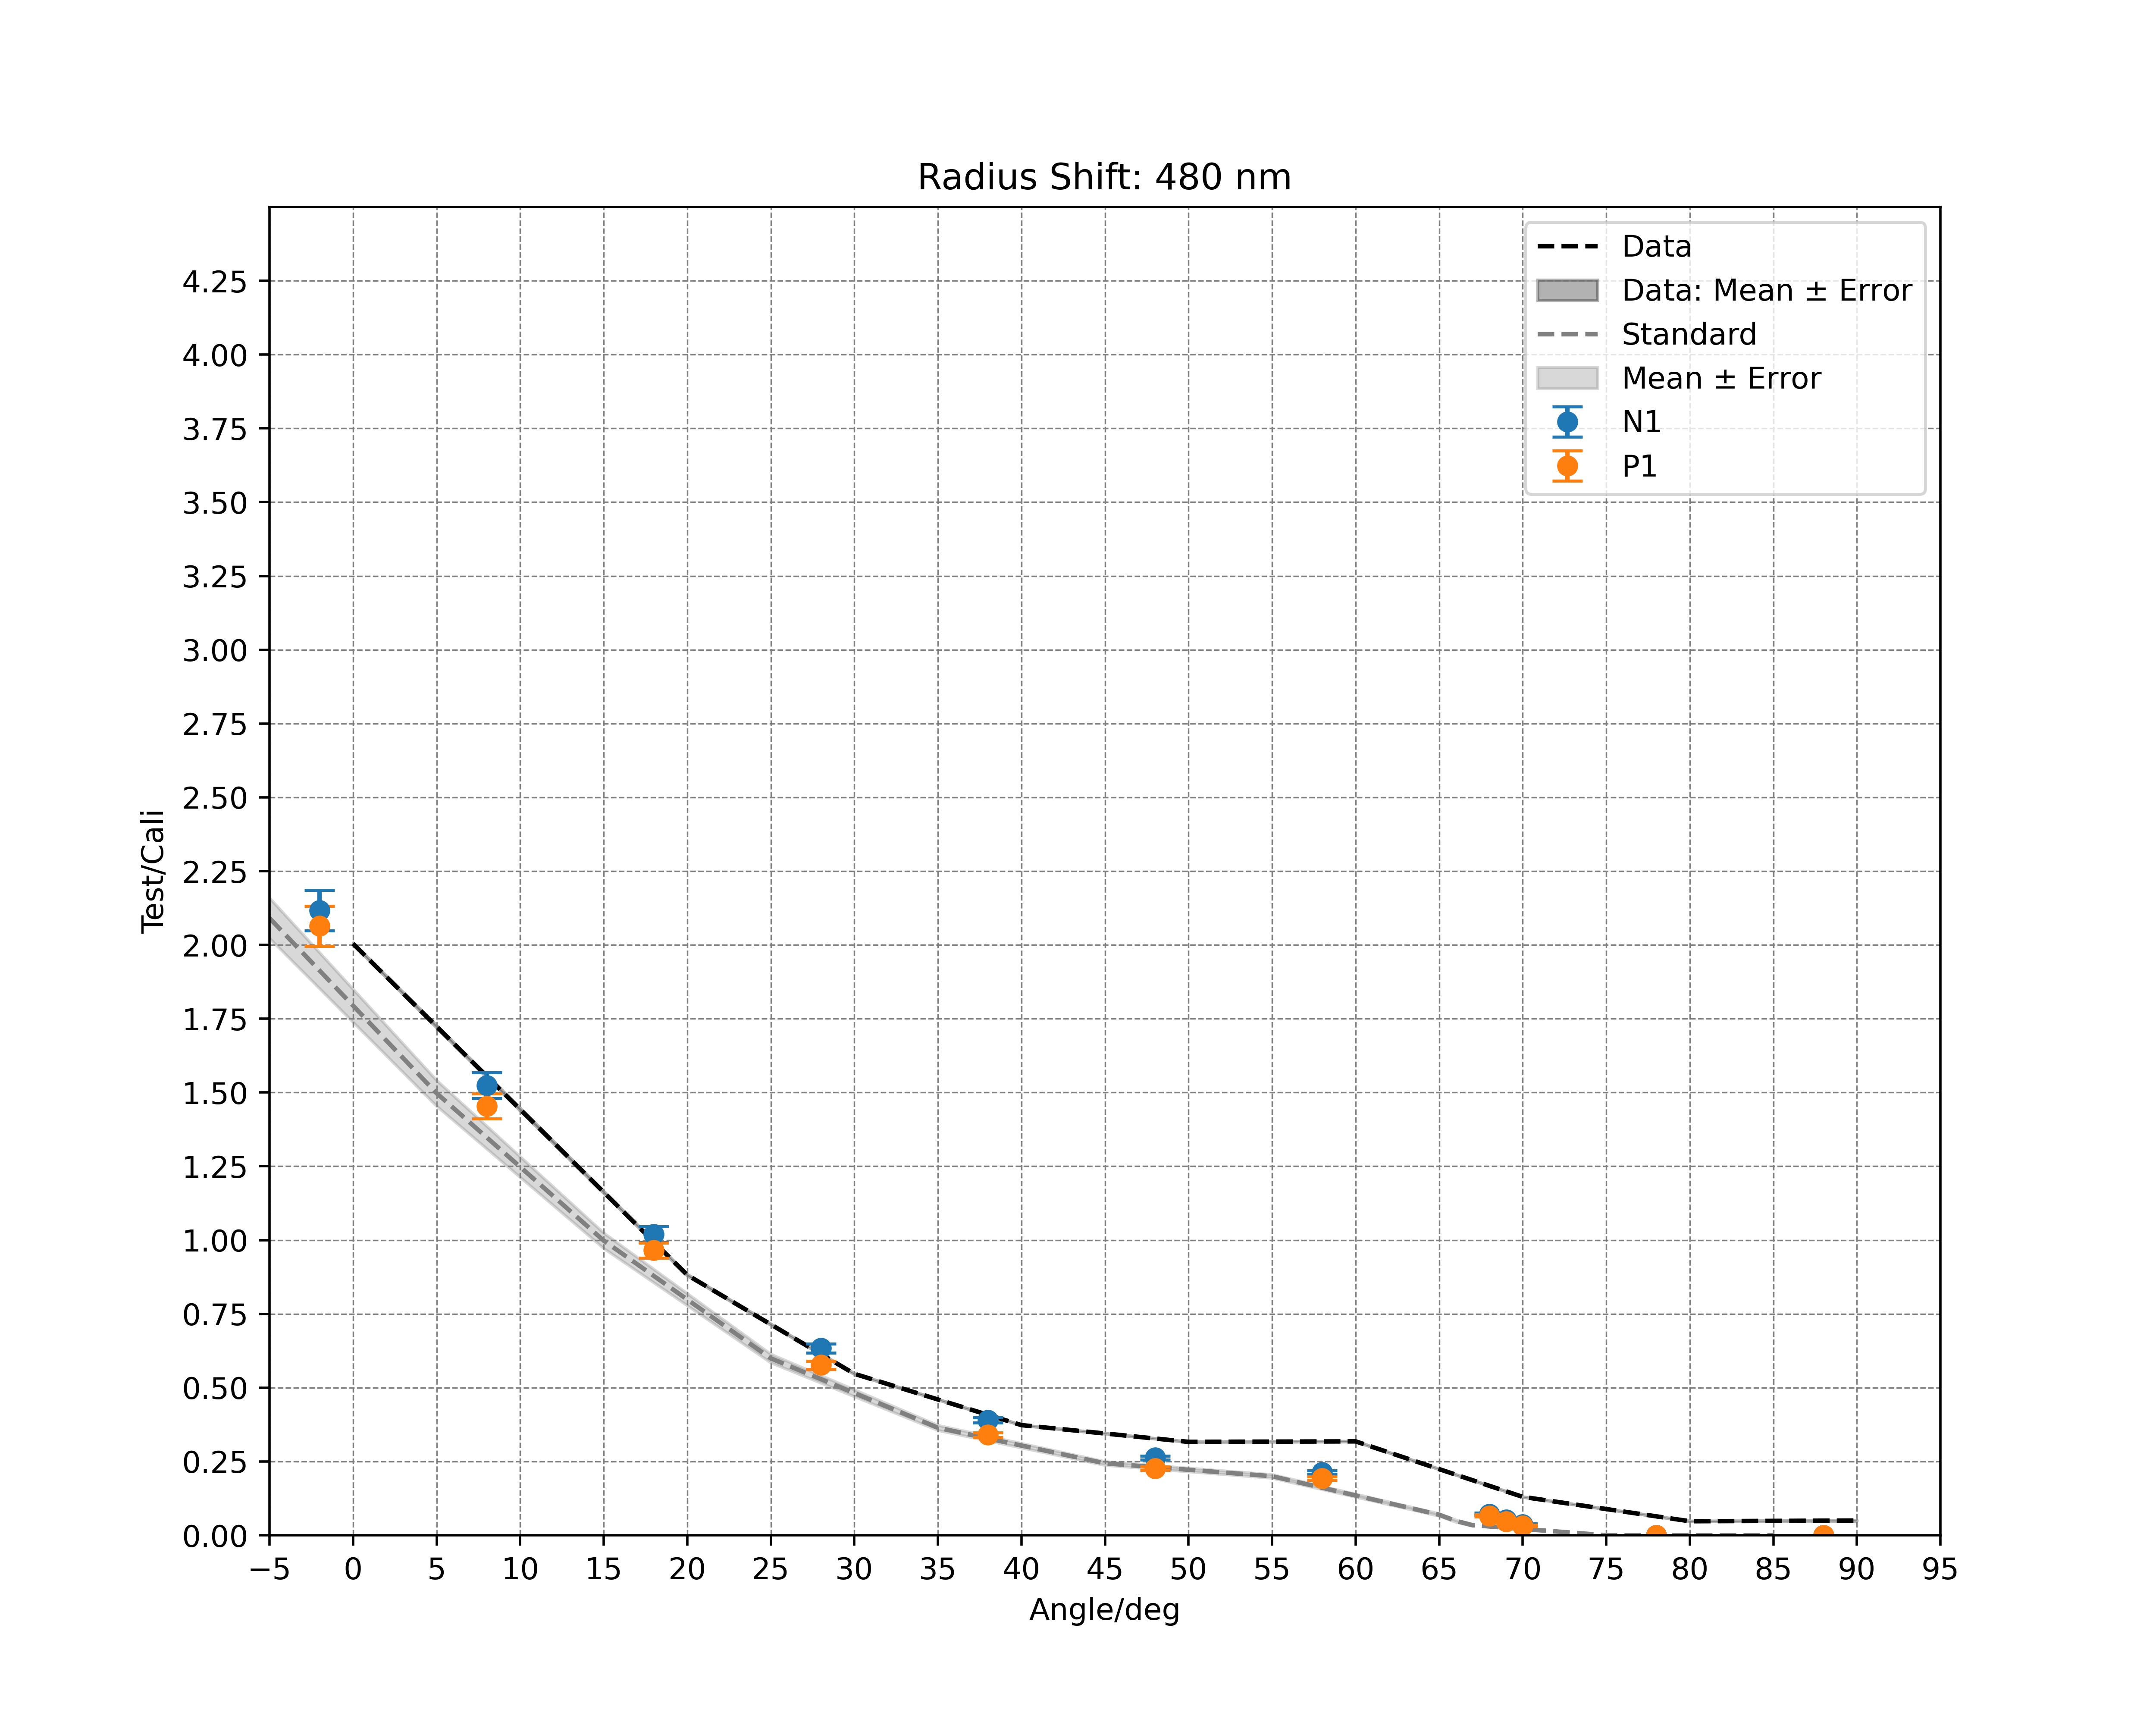 Radius Shift: 480 nm
Data
Data: Mean ± Error
Standard
Mean ± Error
N1
P1
4.25
4.00
3.75
3.50
3.25
3.00
2.75
2.50
2.25
2.00
1.75
1.50
1.25
1.00
0.75
0.50
0.25
0.00
Test/Cali
−5 0 5 10 15 20 25 30 35 40 45 50 55 60 65 70 75 80 85 90 95
Angle/deg